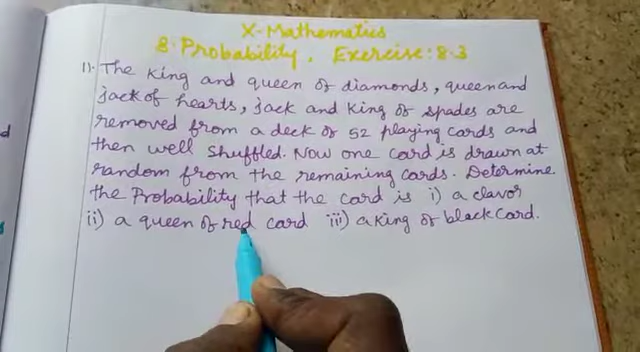 X-Mathematics
8. Probability, Exercise: 8.3
11. The king and queen of diamonds, queen and
jack of hearts, jack and king of spades are
removed from a deck of 52 playing cards and
then well shuffled. Now one card is drawn at
random from the remaining cards. Determine
the Probability that the card is i) a clavor
ii) a queen of red card iii) a king of black card.